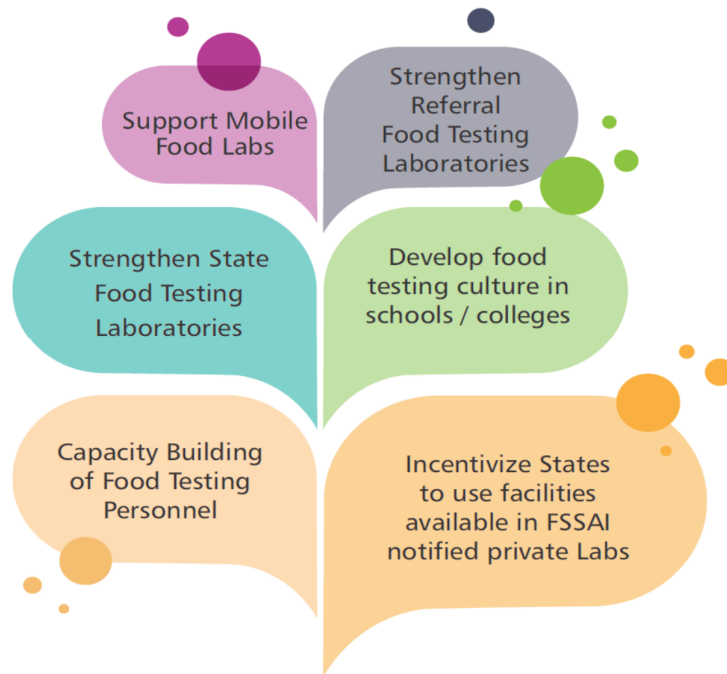 Support Mobile
Food Labs
Strengthen
Referral
Food Testing
Laboratories
Strengthen State
Food Testing
Laboratories
Develop food
testing culture in
schools / colleges
Capacity Building
of Food Testing
Personnel
Incentivize States
to use facilities
available in FSSAI
notified private Labs